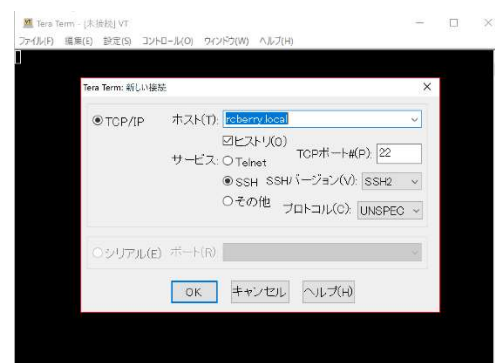 Tera Term - [未接続] VT
ファイル(F) 編集(E) 設定(S) コントロール(O) ウィンドウ(W) ヘルプ(H)
Tera Term: 新しい接続
TCP/IP ホスト(T): rcberry.local
ヒストリ(O)
サービス: Telnet TCPポート#(P): 22
SSH SSHバージョン(V): SSH2
その他 プロトコル(C): UNSPEC
シリアル(E) ポート(R)
OK キャンセル ヘルプ(H)